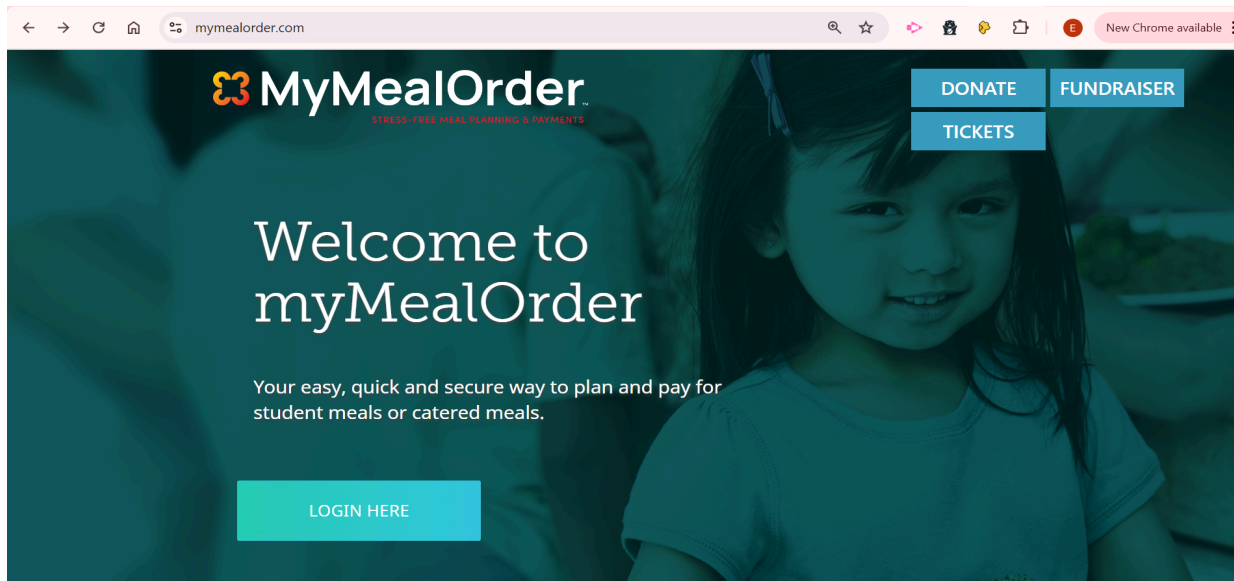 mymealorder.com
E
New Chrome available
MyMealOrder™
STRESS-FREE MEAL PLANNING & PAYMENTS
DONATE
FUNDRAISER
TICKETS
Welcome to
myMealOrder
Your easy, quick and secure way to plan and pay for
student meals or catered meals.
LOGIN HERE